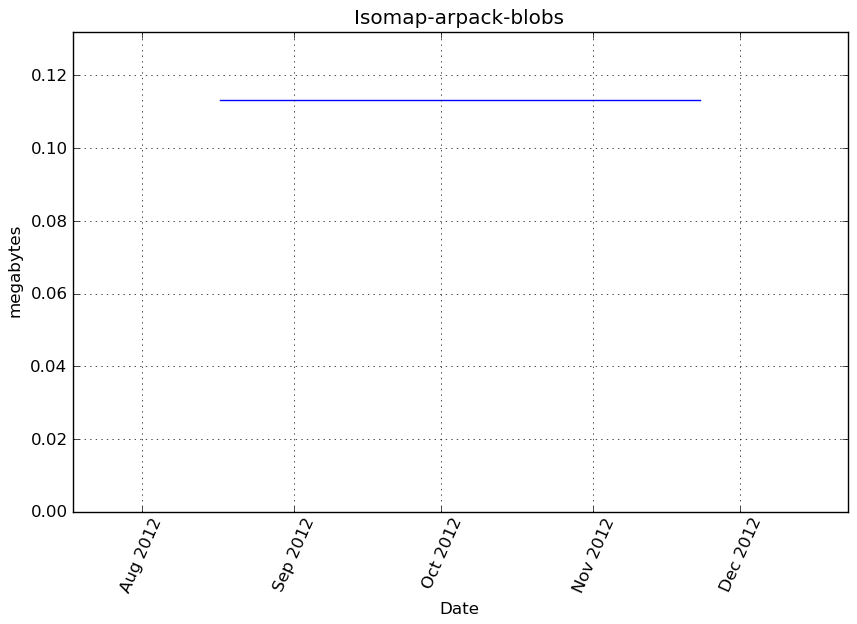 Isomap-arpack-blobs
0.12
0.10
0.08
0.06
0.04
0.02
0.00
megabytes
Aug 2012
Sep 2012
Oct 2012
Nov 2012
Dec 2012
Date